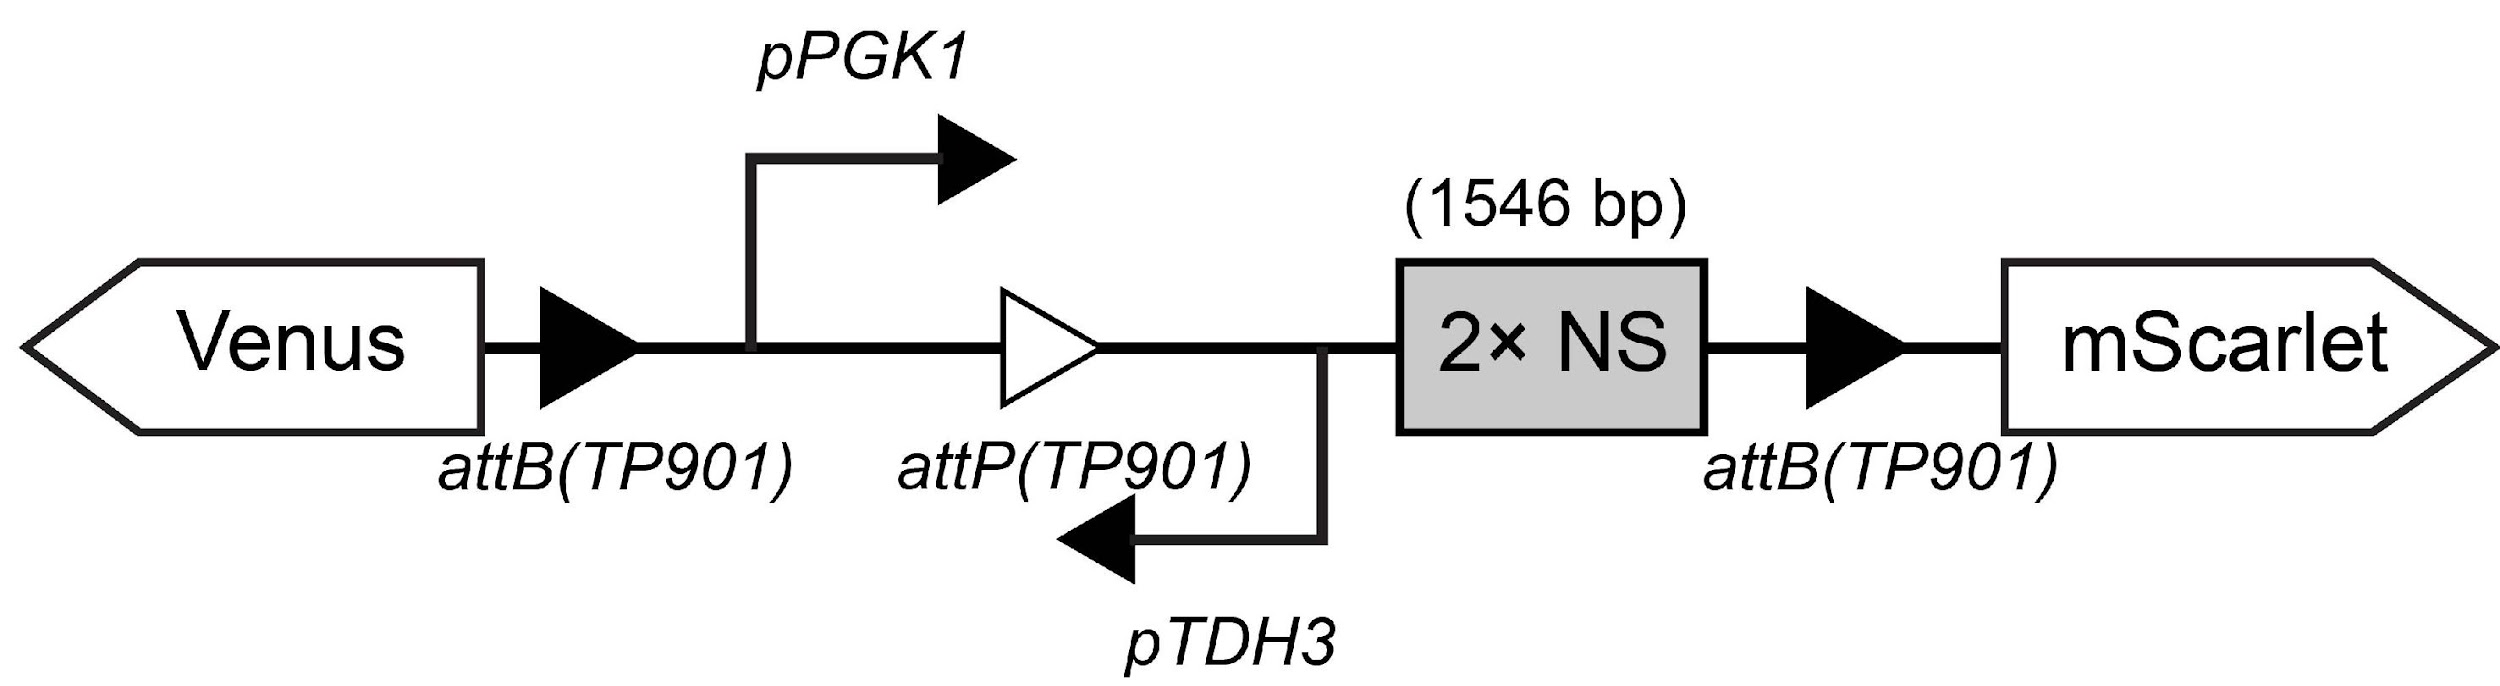 pPGK1
(1546 bp)
Venus
2× NS
mScarlet
attB(TP901)
attP(TP901)
attB(TP901)
pTDH3